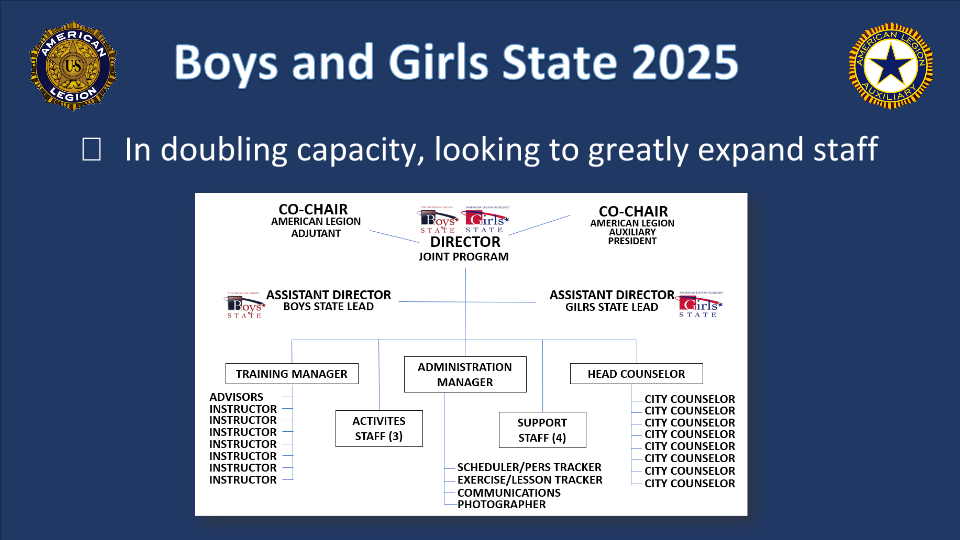 AMERICAN
US
LEGION
Boys and Girls State 2025
AMERICAN LEGION
AUXILIARY
In doubling capacity, looking to greatly expand staff
CO-CHAIR
AMERICAN LEGION
ADJUTANT
Boys
STATE
Girls
STATE
CO-CHAIR
AMERICAN LEGION
AUXILIARY
PRESIDENT
DIRECTOR
JOINT PROGRAM
Boys
STATE
ASSISTANT DIRECTOR
BOYS STATE LEAD
ASSISTANT DIRECTOR
GILRS STATE LEAD
Girls
STATE
TRAINING MANAGER
ADMINISTRATION
MANAGER
HEAD COUNSELOR
ADVISORS
INSTRUCTOR
INSTRUCTOR
INSTRUCTOR
INSTRUCTOR
INSTRUCTOR
INSTRUCTOR
INSTRUCTOR
ACTIVITES
STAFF (3)
SUPPORT
STAFF (4)
CITY COUNSELOR
CITY COUNSELOR
CITY COUNSELOR
CITY COUNSELOR
CITY COUNSELOR
CITY COUNSELOR
CITY COUNSELOR
CITY COUNSELOR
SCHEDULER/PERS TRACKER
EXERCISE/LESSON TRACKER
COMMUNICATIONS
PHOTOGRAPHER